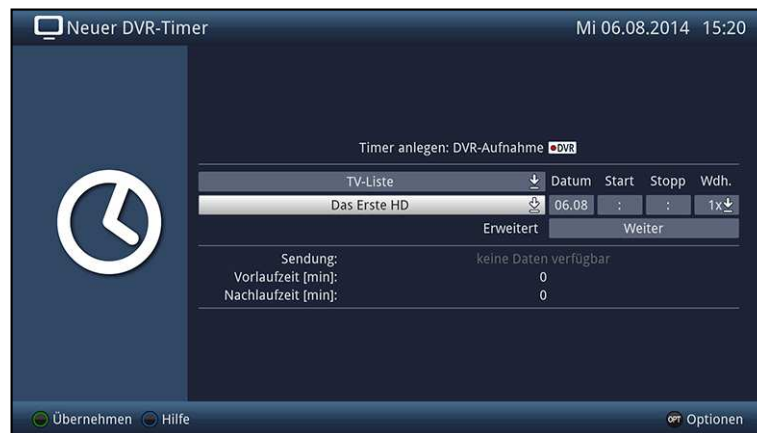 Neuer DVR-Timer Mi 06.08.2014 15:20
Timer anlegen: DVR-Aufnahme DVR
TV-Liste Datum Start Stopp Wdh.
Das Erste HD 06.08 : : 1x
Erweitert Weiter
Sendung: keine Daten verfügbar
Vorlaufzeit [min]: 0
Nachlaufzeit [min]: 0
Übernehmen Hilfe OPT Optionen